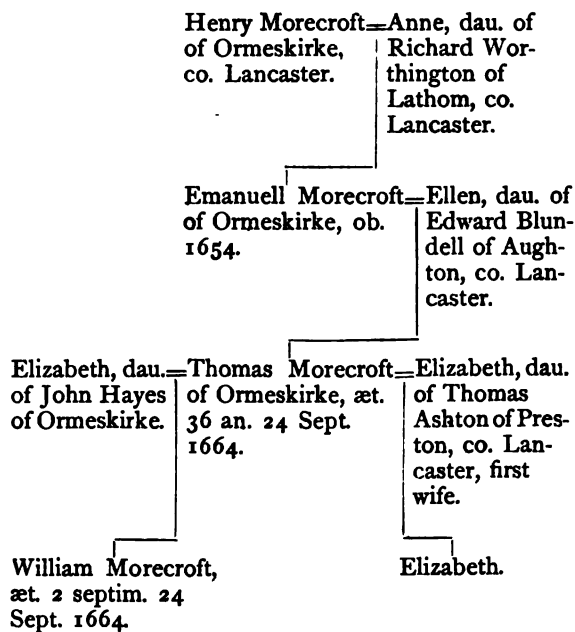 Henry Morecroft=Anne, dau. of
of Ormeskirke,
co. Lancaster.
Richard Wor-
thington of
Lathom, co.
Lancaster.
Emanuell Morecroft=Ellen, dau. of
of Ormeskirke, ob.
1654.
Edward Blun-
dell of Augh-
ton, co. Lan-
caster.
Elizabeth, dau.
of John Hayes
of Ormeskirke.
=Thomas Morecroft=
of Ormeskirke, æt.
36 an. 24 Sept.
1664.
Elizabeth, dau.
of Thomas
Ashton of Pres-
ton, co. Lan-
caster, first
wife.
William Morecroft,
æt. 2 septim. 24
Sept. 1664.
Elizabeth.